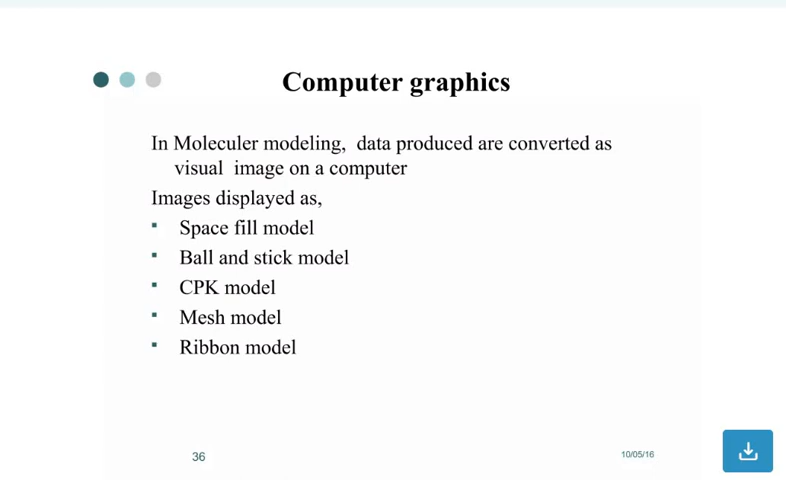 Computer graphics
In Moleculer modeling, data produced are converted as
visual image on a computer
Images displayed as,
▪ Space fill model
▪ Ball and stick model
▪ CPK model
▪ Mesh model
▪ Ribbon model
36
10/05/16